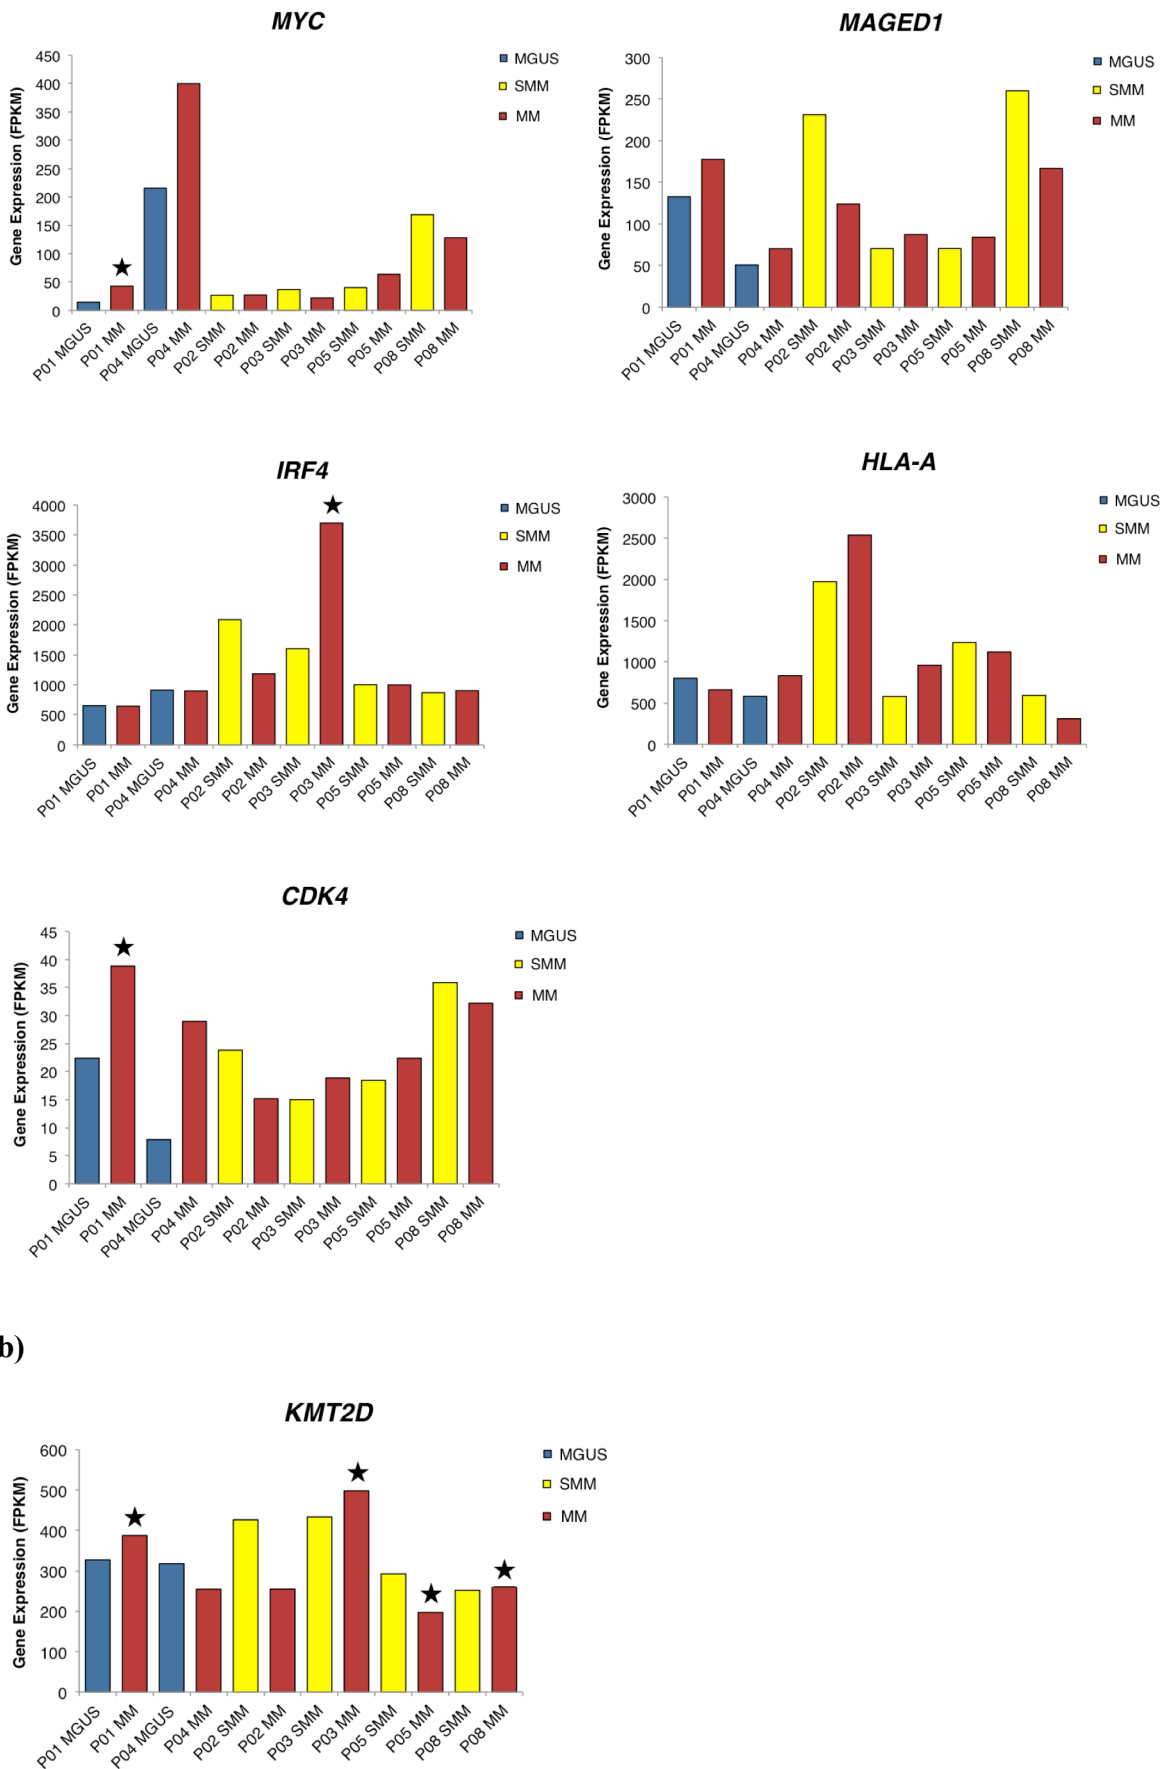 MYC
Gene Expression (FPKM)
450
400
350
300
250
200
150
100
50
0
P01 MGUS
P01 MM
P04 MGUS
P04 MM
P02 SMM
P02 MM
P03 SMM
P03 MM
P05 SMM
P05 MM
P08 SMM
P08 MM
MGUS
SMM
MM
MAGED1
Gene Expression (FPKM)
300
250
200
150
100
50
0
P01 MGUS
P01 MM
P04 MGUS
P04 MM
P02 SMM
P02 MM
P03 SMM
P03 MM
P05 SMM
P05 MM
P08 SMM
P08 MM
MGUS
SMM
MM
IRF4
Gene Expression (FPKM)
4000
3500
3000
2500
2000
1500
1000
500
0
P01 MGUS
P01 MM
P04 MGUS
P04 MM
P02 SMM
P02 MM
P03 SMM
P03 MM
P05 SMM
P05 MM
P08 SMM
P08 MM
MGUS
SMM
MM
HLA-A
Gene Expression (FPKM)
3000
2500
2000
1500
1000
500
0
P01 MGUS
P01 MM
P04 MGUS
P04 MM
P02 SMM
P02 MM
P03 SMM
P03 MM
P05 SMM
P05 MM
P08 SMM
P08 MM
MGUS
SMM
MM
CDK4
Gene Expression (FPKM)
45
40
35
30
25
20
15
10
5
0
P01 MGUS
P01 MM
P04 MGUS
P04 MM
P02 SMM
P02 MM
P03 SMM
P03 MM
P05 SMM
P05 MM
P08 SMM
P08 MM
MGUS
SMM
MM
b)
KMT2D
Gene Expression (FPKM)
600
500
400
300
200
100
0
P01 MGUS
P01 MM
P04 MGUS
P04 MM
P02 SMM
P02 MM
P03 SMM
P03 MM
P05 SMM
P05 MM
P08 SMM
P08 MM
MGUS
SMM
MM